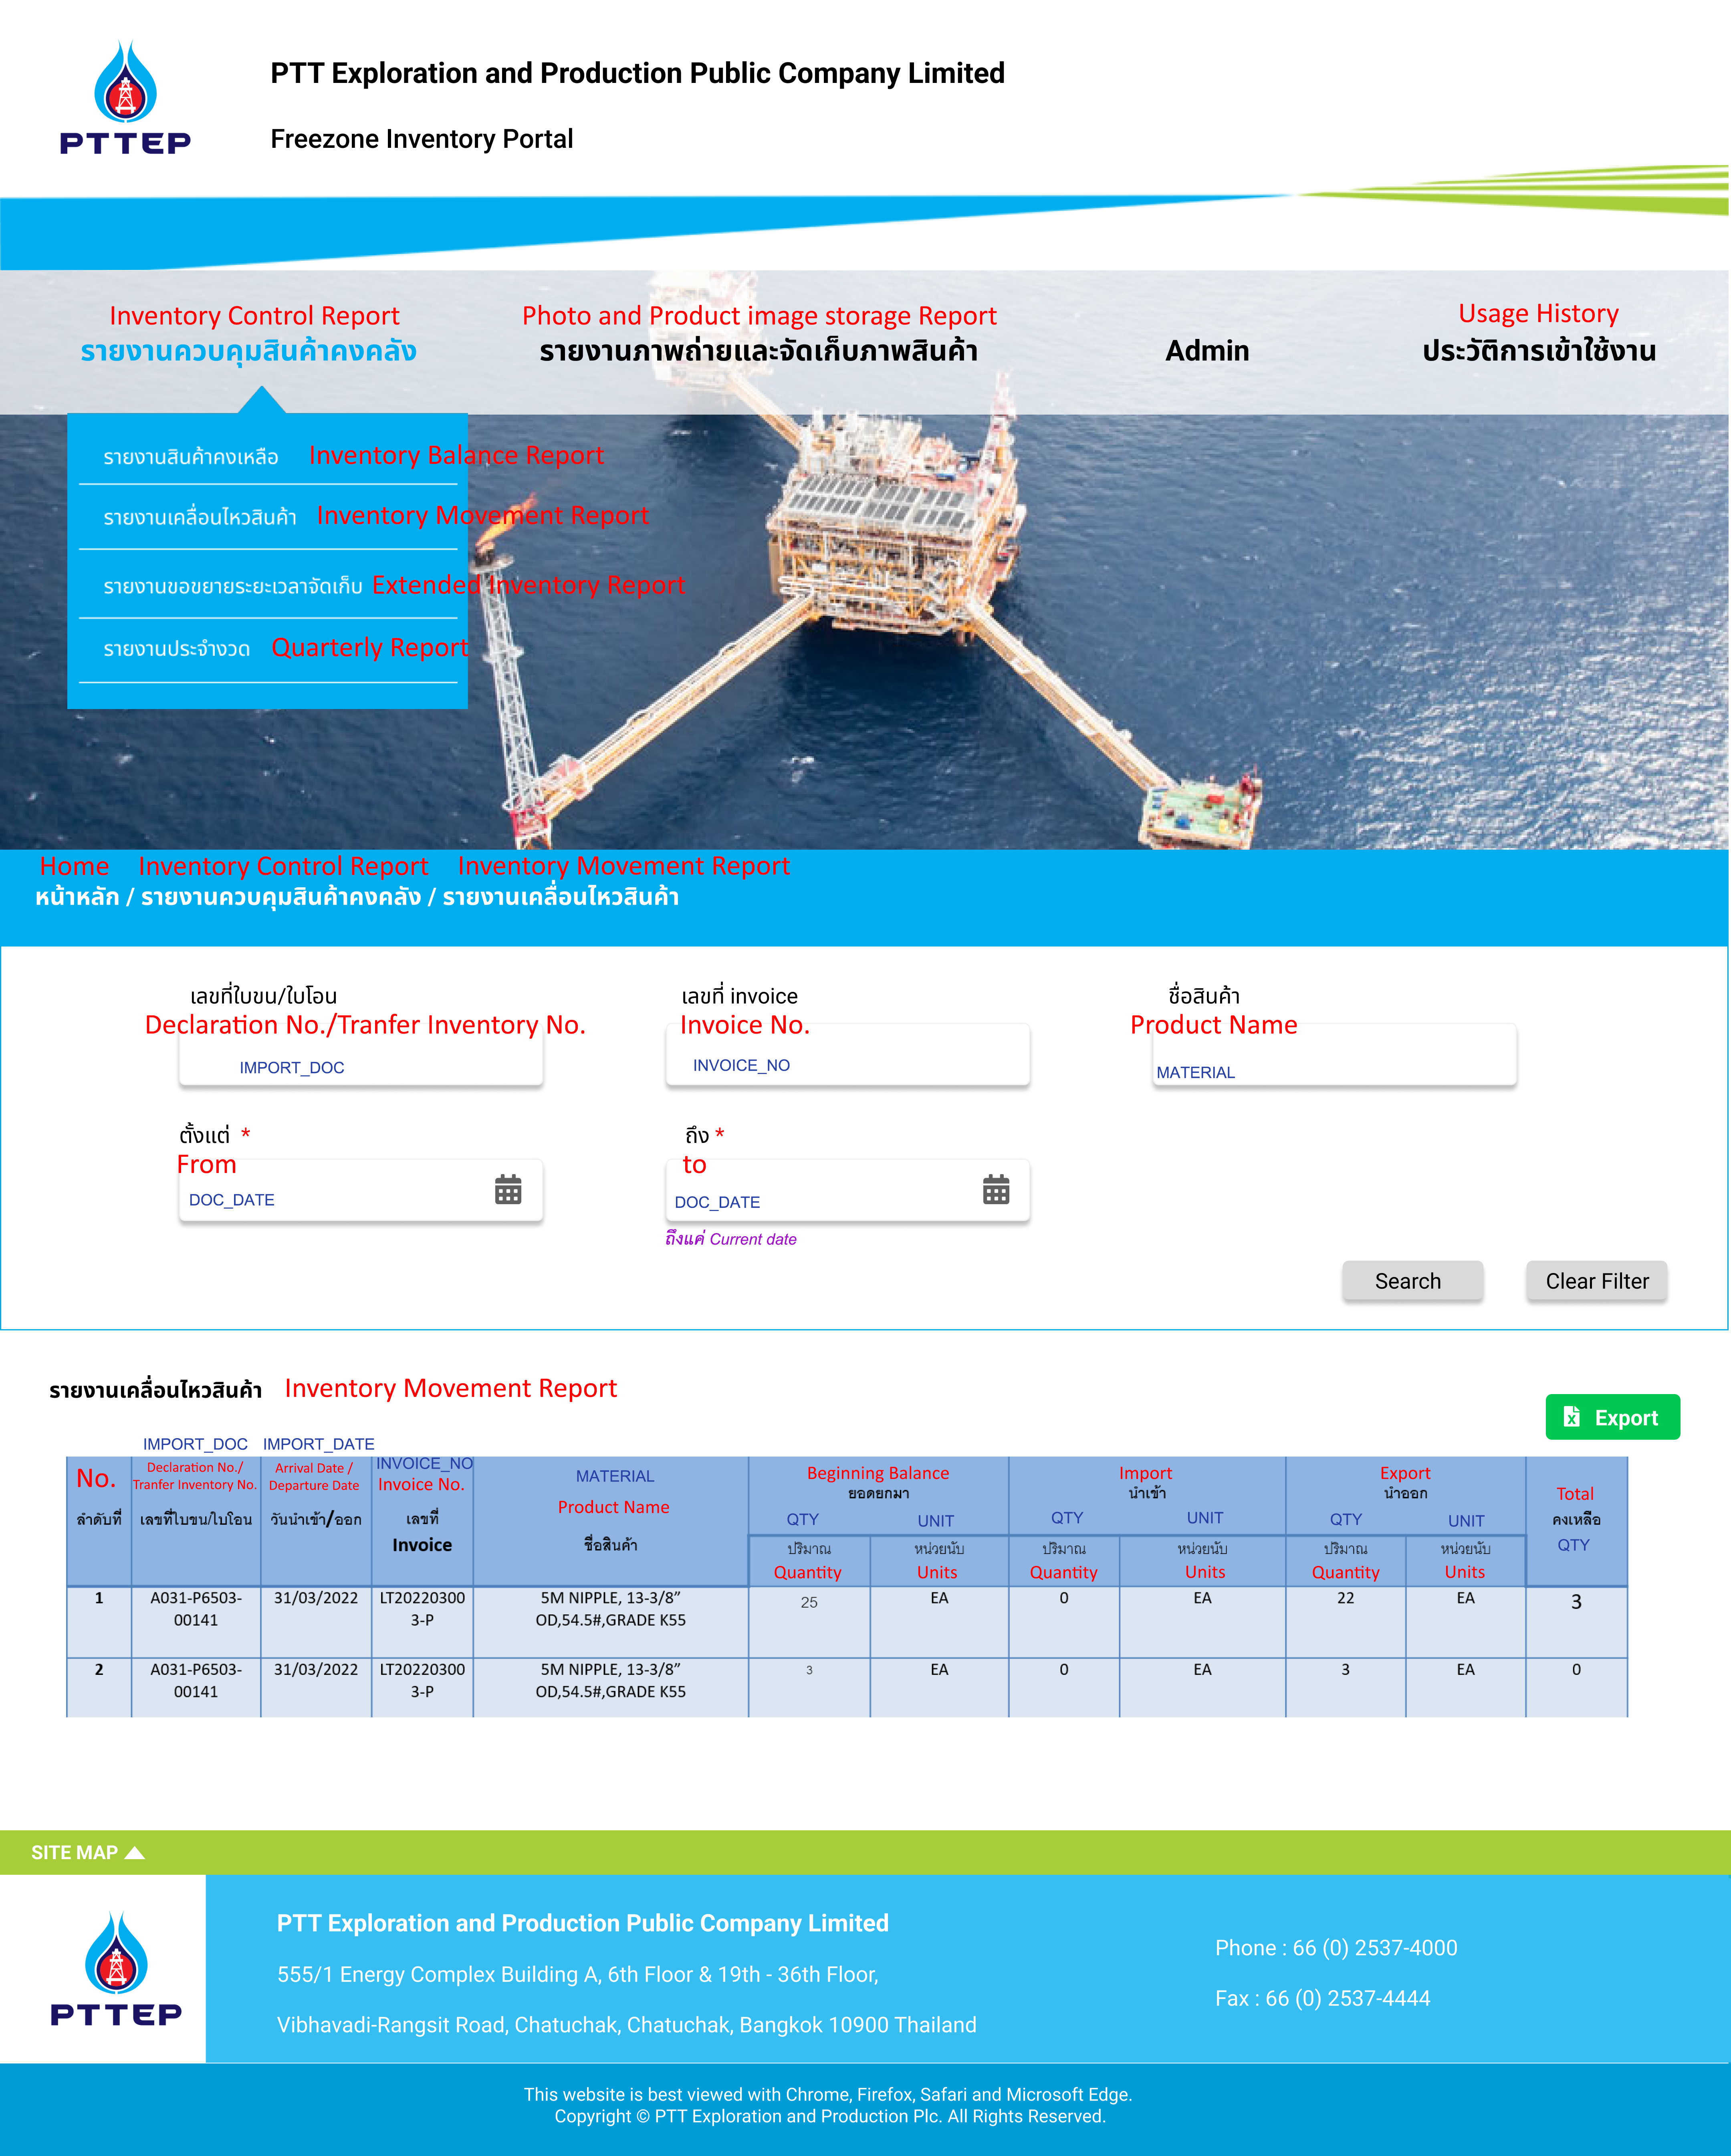 PTTEP
PTT Exploration and Production Public Company Limited
Freezone Inventory Portal
Inventory Control Report
รายงานควบคุมสินค้าคงคลัง
Photo and Product image storage Report
รายงานภาพถ่ายและจัดเก็บภาพสินค้า
Admin
Usage History
ประวัติการเข้าใช้งาน
รายงานสินค้าคงเหลือ Inventory Balance Report
รายงานเคลื่อนไหวสินค้า Inventory Movement Report
รายงานขอขยายระยะเวลาจัดเก็บ Extended Inventory Report
รายงานประจำงวด Quarterly Report
Home Inventory Control Report Inventory Movement Report
หน้าหลัก / รายงานควบคุมสินค้าคงคลัง / รายงานเคลื่อนไหวสินค้า
เลขที่ใบขน/ใบโอน
Declaration No./Tranfer Inventory No.
IMPORT_DOC
เลขที่ invoice
Invoice No.
INVOICE_NO
ชื่อสินค้า
Product Name
MATERIAL
ตั้งแต่ *
From
DOC_DATE
ถึง *
to
DOC_DATE
ถึงแค่ Current date
Search
Clear Filter
รายงานเคลื่อนไหวสินค้า Inventory Movement Report
Export
IMPORT_DOC IMPORT_DATE
No.
ลำดับที่
Declaration No./
Tranfer Inventory No.
เลขที่ใบขน/ใบโอน
Arrival Date /
Departure Date
วันนำเข้า/ออก
INVOICE_NO
Invoice No.
เลขที่
Invoice
MATERIAL
Product Name
ชื่อสินค้า
Beginning Balance
ยอดยกมา
QTY UNIT
ปริมาณ หน่วยนับ
Quantity Units
Import
นำเข้า
QTY UNIT
ปริมาณ หน่วยนับ
Quantity Units
Export
นำออก
QTY UNIT
ปริมาณ หน่วยนับ
Quantity Units
Total
คงเหลือ
QTY
1 A031-P6503- 31/03/2022 LT20220300 5M NIPPLE, 13-3/8” 25 EA 0 EA 22 EA 3
00141 3-P OD,54.5#,GRADE K55
2 A031-P6503- 31/03/2022 LT20220300 5M NIPPLE, 13-3/8” 3 EA 0 EA 3 EA 0
00141 3-P OD,54.5#,GRADE K55
SITE MAP
PTTEP
PTT Exploration and Production Public Company Limited
555/1 Energy Complex Building A, 6th Floor & 19th - 36th Floor,
Vibhavadi-Rangsit Road, Chatuchak, Chatuchak, Bangkok 10900 Thailand
Phone : 66 (0) 2537-4000
Fax : 66 (0) 2537-4444
This website is best viewed with Chrome, Firefox, Safari and Microsoft Edge.
Copyright © PTT Exploration and Production Plc. All Rights Reserved.